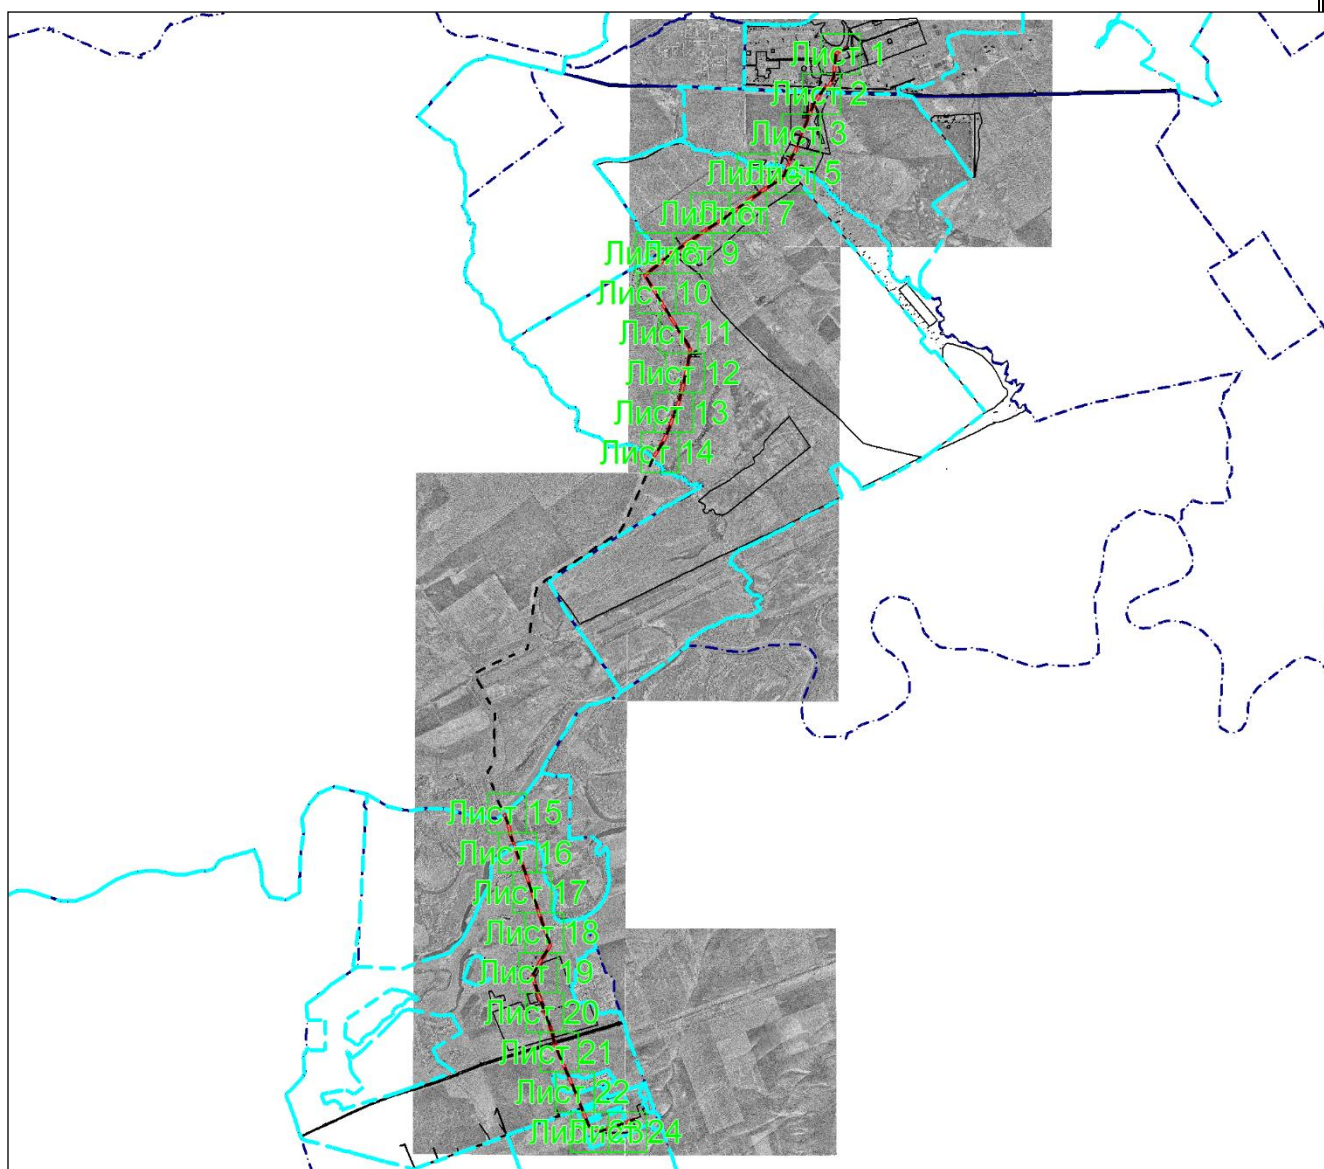 Лист 1
Лист 2
Лист 3
Лист 5
Лист 7
Лист 9
Лист 10
Лист 11
Лист 12
Лист 13
Лист 14
Лист 15
Лист 16
Лист 17
Лист 18
Лист 19
Лист 20
Лист 21
Лист 22
Лист 24